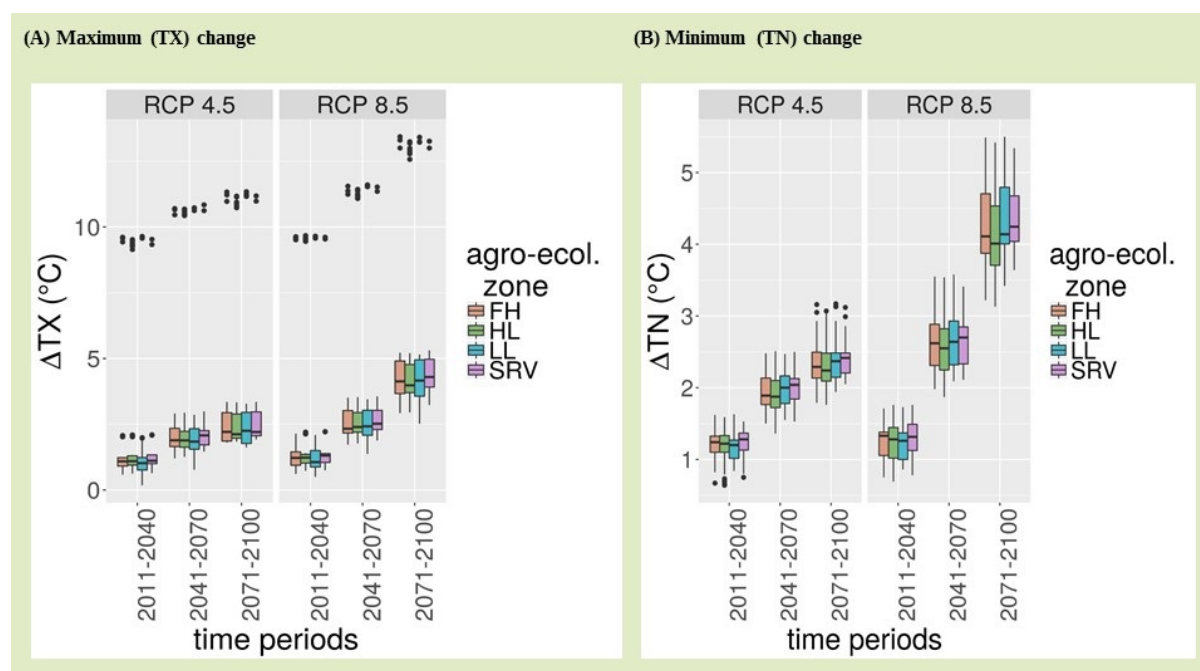 (A) Maximum (TX) change
RCP 4.5
RCP 8.5
ΔTX (°C)
10
5
0
2011-2040
2041-2070
2071-2100
2011-2040
2041-2070
2071-2100
time periods
agro-ecol.
zone
FH
HL
LL
SRV
(B) Minimum (TN) change
RCP 4.5
RCP 8.5
ΔTN (°C)
5
4
3
2
1
2011-2040
2041-2070
2071-2100
2011-2040
2041-2070
2071-2100
time periods
agro-ecol.
zone
FH
HL
LL
SRV